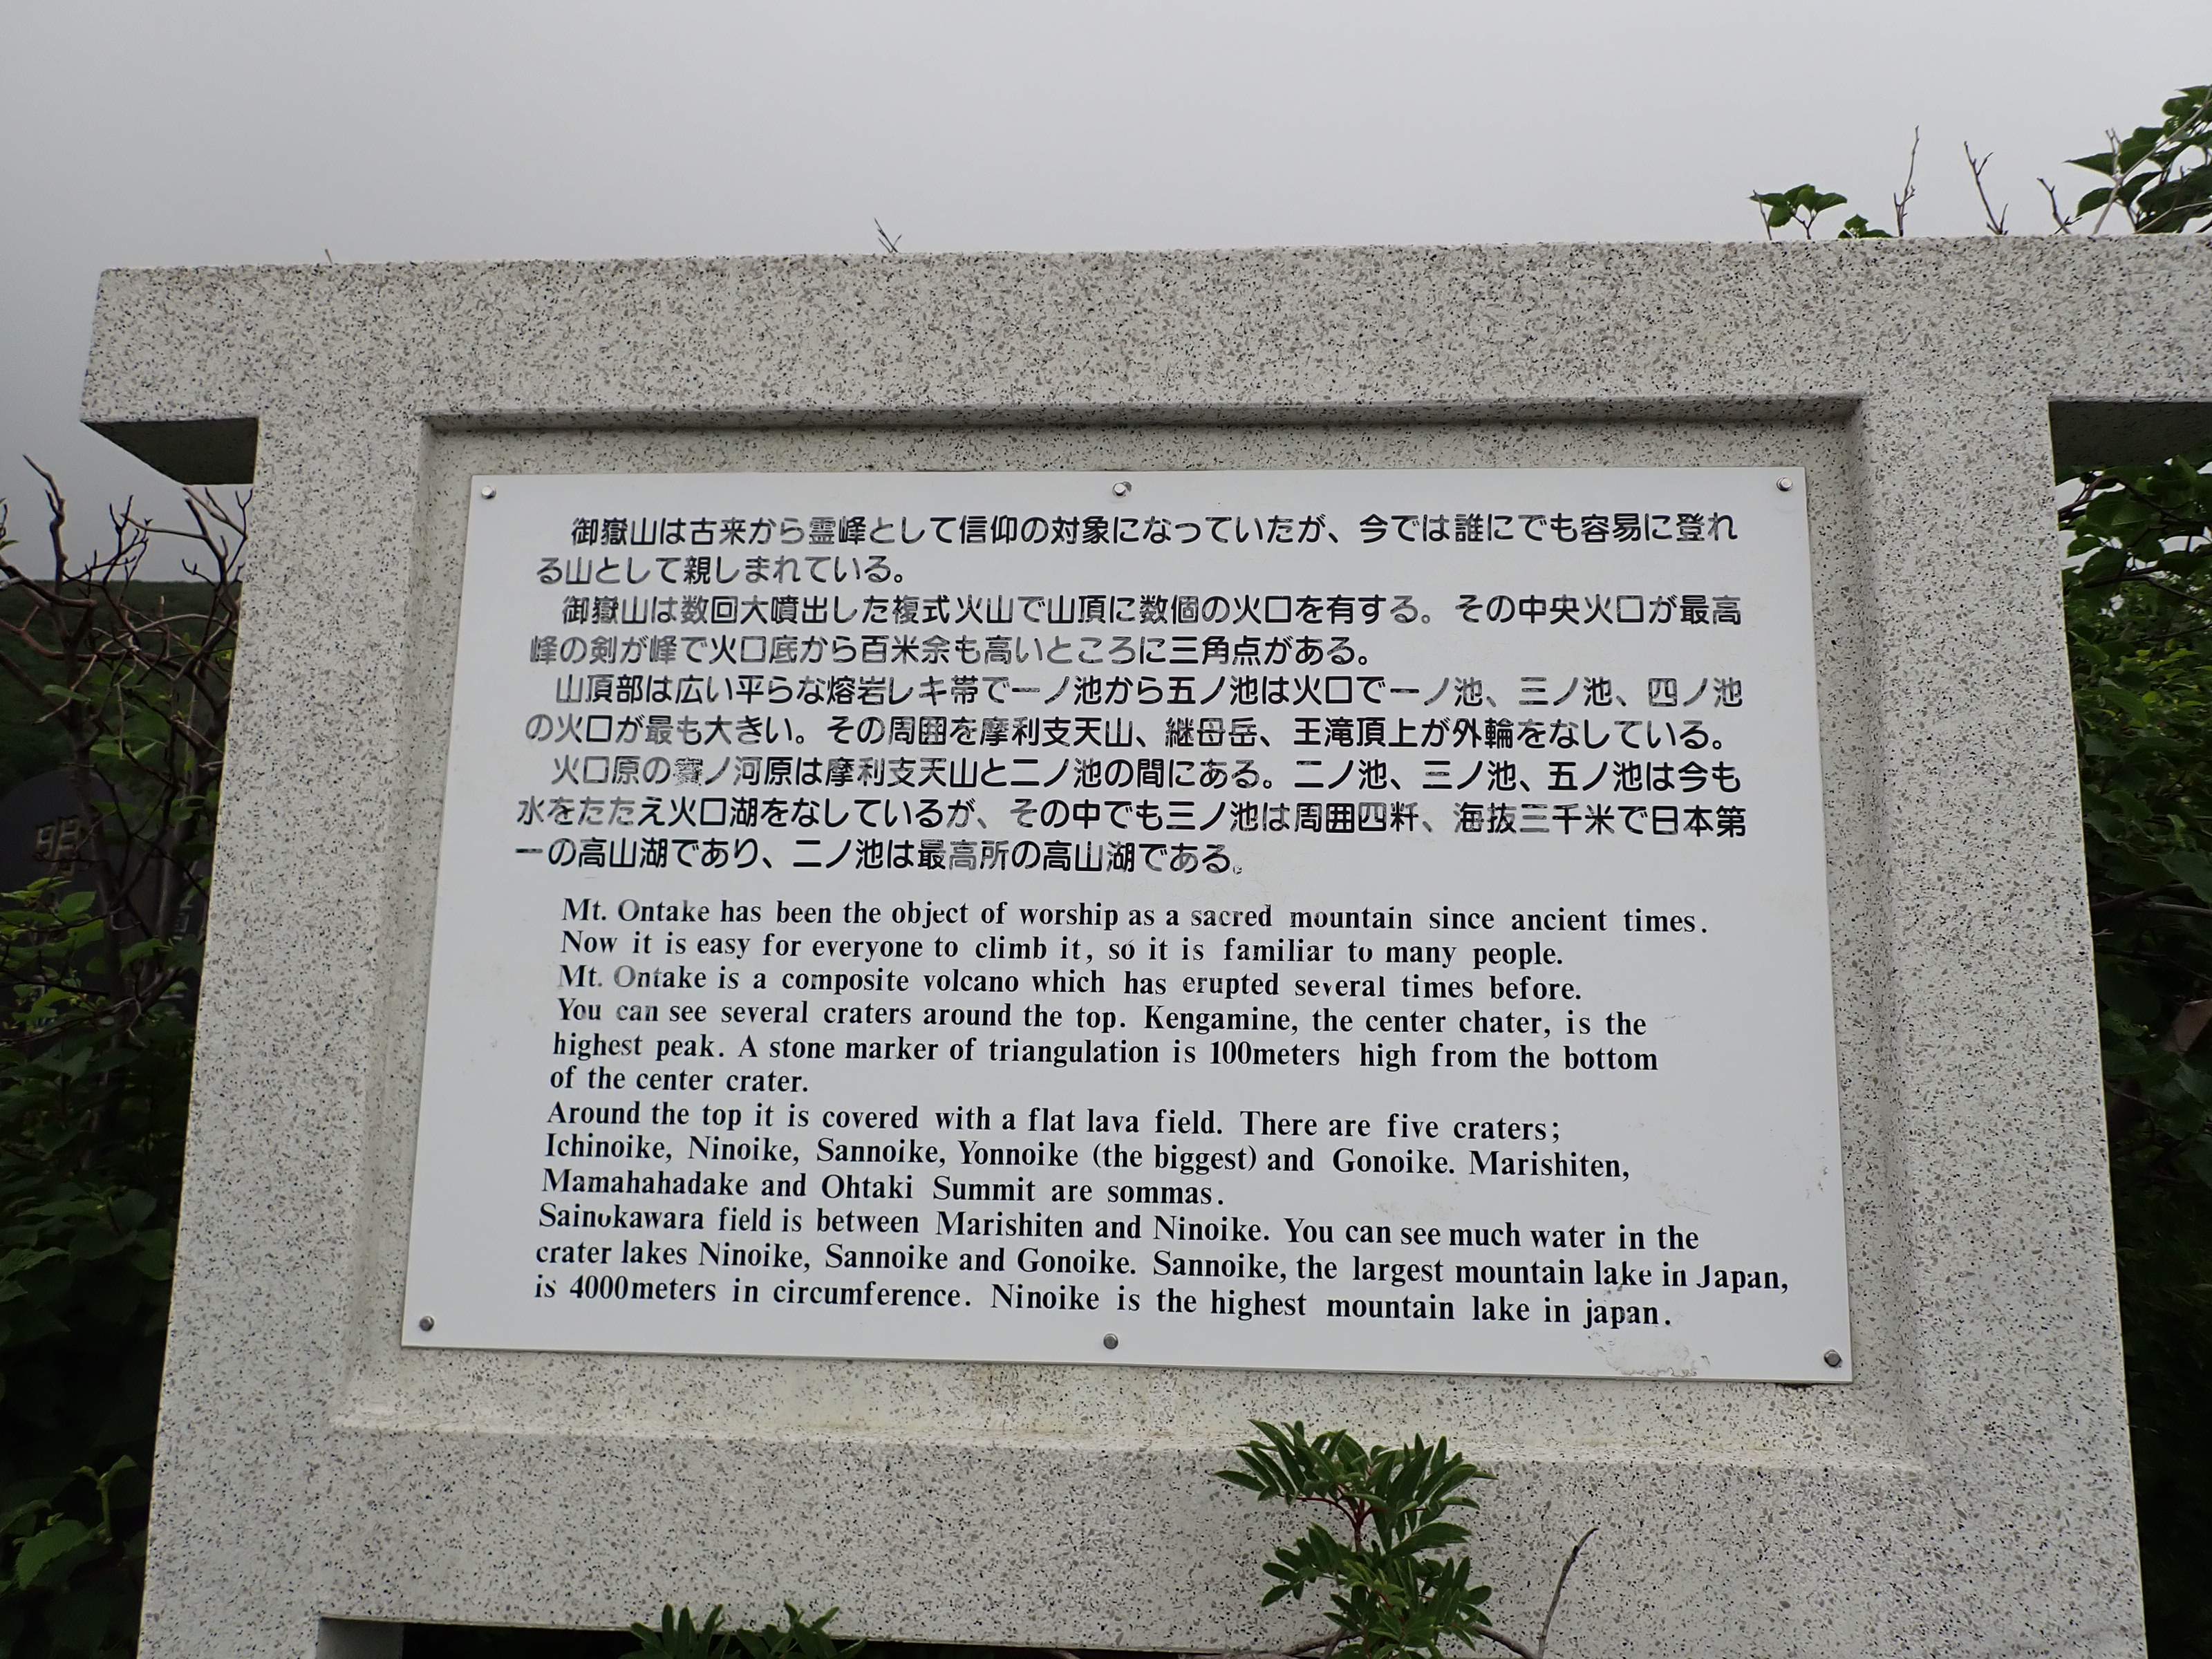 御嶽山は古来から霊峰として信仰の対象になっていたが、今では誰にでも容易に登れ
る山として親しまれている。
御嶽山は数回大噴出した複式火山で山頂に数個の火口を有する。その中央火口が最高
峰の剣が峰で火口底から百米余も高いところに三角点がある。
山頂部は広い平らな熔岩レキ帯で一ノ池から五ノ池は火口で一ノ池、三ノ池、四ノ池
の火口が最も大きい。その周囲を摩利支天山、継母岳、王滝頂上が外輪をなしている。
火口原の賽ノ河原は摩利支天山と二ノ池の間にある。二ノ池、三ノ池、五ノ池は今も
水をたたえ火口湖をなしているが、その中でも三ノ池は周囲四粁、海抜三千米で日本第
一の高山湖であり、二ノ池は最高所の高山湖である。
Mt. Ontake has been the object of worship as a sacred mountain since ancient times.
Now it is easy for everyone to climb it, so it is familiar to many people.
Mt. Ontake is a composite volcano which has erupted several times before.
You can see several craters around the top. Kengamine, the center chater, is the
highest peak. A stone marker of triangulation is 100meters high from the bottom
of the center crater.
Around the top it is covered with a flat lava field. There are five craters;
Ichinoike, Ninoike, Sannoike, Yonnoike (the biggest) and Gonoike. Marishiten,
Mamahahadake and Ohtaki Summit are sommas.
Sainokawara field is between Marishiten and Ninoike. You can see much water in the
crater lakes Ninoike, Sannoike and Gonoike. Sannoike, the largest mountain lake in Japan,
is 4000meters in circumference. Ninoike is the highest mountain lake in japan.
明